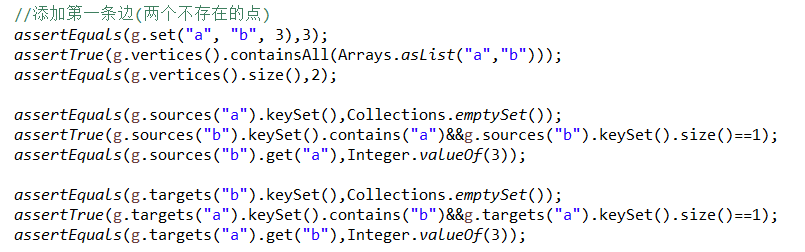 //添加第一条边(两个不存在的点)
assertEquals(g.set("a", "b", 3),3);
assertTrue(g.vertices().containsAll(Arrays.asList("a","b")));
assertEquals(g.vertices().size(),2);
assertEquals(g.sources("a").keySet(),Collections.emptySet());
assertTrue(g.sources("b").keySet().contains("a")&&g.sources("b").keySet().size()==1);
assertEquals(g.sources("b").get("a"),Integer.valueOf(3));
assertEquals(g.targets("b").keySet(),Collections.emptySet());
assertTrue(g.targets("a").keySet().contains("b")&&g.targets("a").keySet().size()==1);
assertEquals(g.targets("a").get("b"),Integer.valueOf(3));